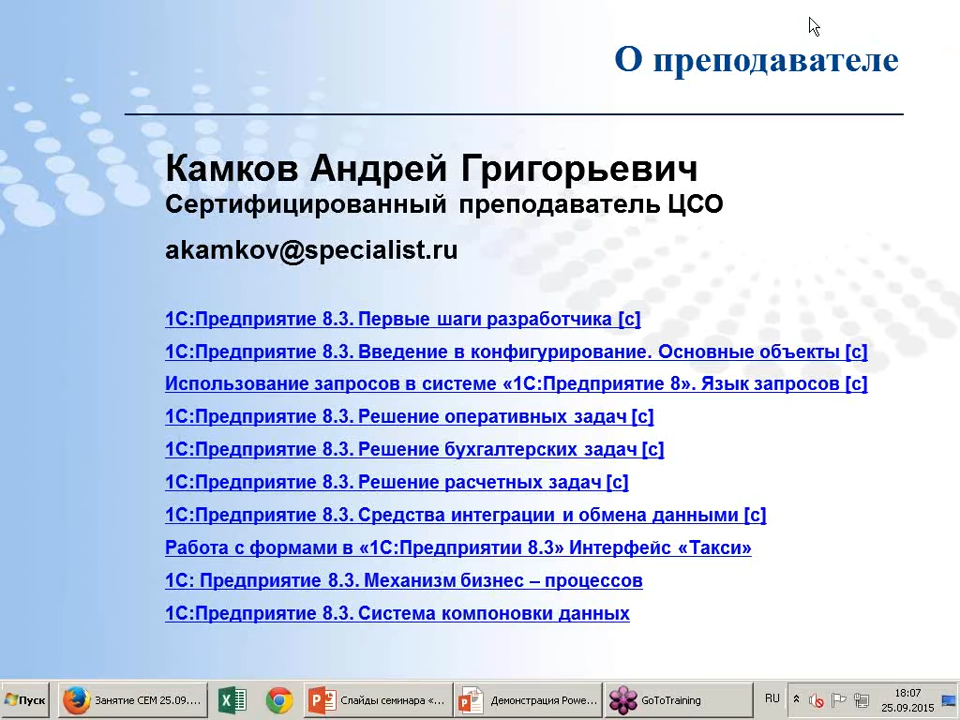 О преподавателе
Камков Андрей Григорьевич
Сертифицированный преподаватель ЦСО
akamkov@specialist.ru
1С:Предприятие 8.3. Первые шаги разработчика [с]
1С:Предприятие 8.3. Введение в конфигурирование. Основные объекты [с]
Использование запросов в системе «1С:Предприятие 8». Язык запросов [с]
1С:Предприятие 8.3. Решение оперативных задач [с]
1С:Предприятие 8.3. Решение бухгалтерских задач [с]
1С:Предприятие 8.3. Решение расчетных задач [с]
1С:Предприятие 8.3. Средства интеграции и обмена данными [с]
Работа с формами в «1С:Предприятии 8.3» Интерфейс «Такси»
1С: Предприятие 8.3. Механизм бизнес – процессов
1С:Предприятие 8.3. Система компоновки данных
Пуск Занятие СЕМ 25.09.... Слайды семинара «... Демонстрация Powe... GoToTraining RU 18:07
25.09.2015